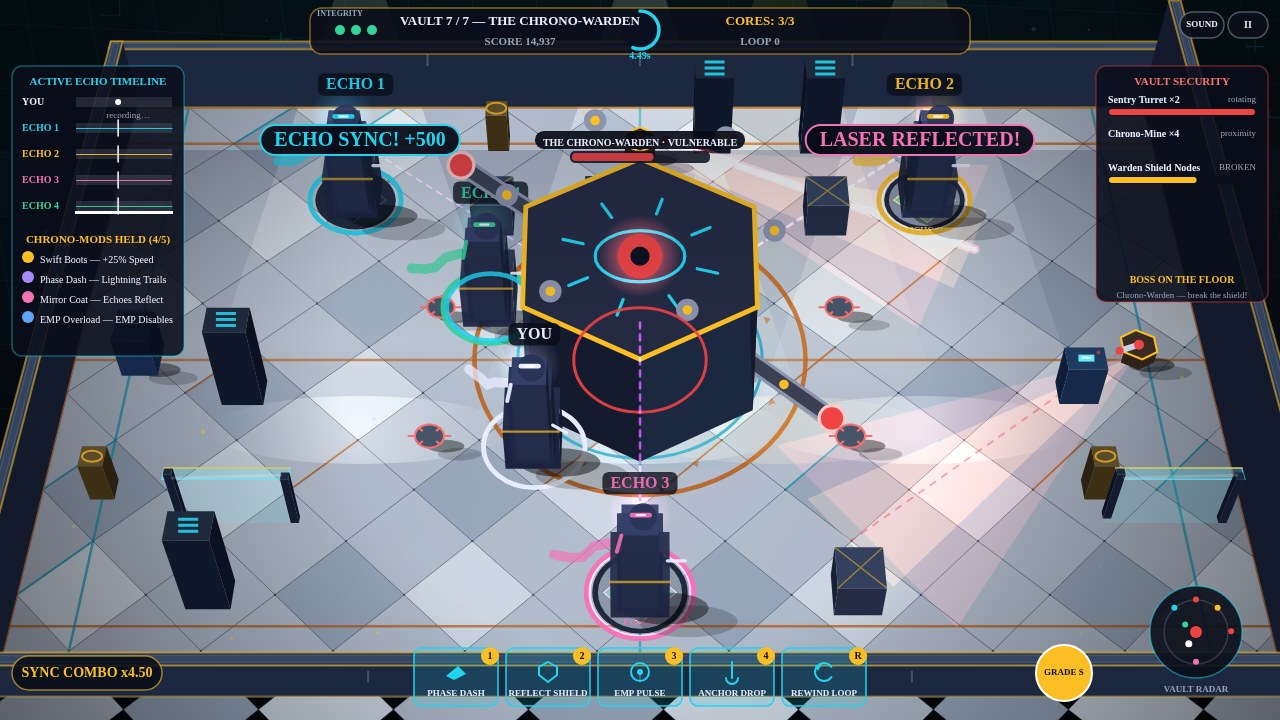 INTEGRITY
VAULT 7 / 7 — THE CHRONO-WARDEN
SCORE 14,937
4.49s
CORES: 3/3
LOOP 0
SOUND
II
ACTIVE ECHO TIMELINE
YOU
recording…
ECHO 1
ECHO 2
ECHO 3
ECHO 4
CHRONO-MODS HELD (4/5)
Swift Boots — +25% Speed
Phase Dash — Lightning Trails
Mirror Coat — Echoes Reflect
EMP Overload — EMP Disables
VAULT SECURITY
Sentry Turret ×2
rotating
Chrono-Mine ×4
proximity
Warden Shield Nodes
BROKEN
BOSS ON THE FLOOR
Chrono-Warden — break the shield!
ECHO 1
ECHO 2
ECHO SYNC! +500
LASER REFLECTED!
THE CHRONO-WARDEN · VULNERABLE
YOU
ECHO 3
SYNC COMBO x4.50
1
PHASE DASH
2
REFLECT SHIELD
3
EMP PULSE
4
ANCHOR DROP
R
REWIND LOOP
GRADE S
VAULT RADAR